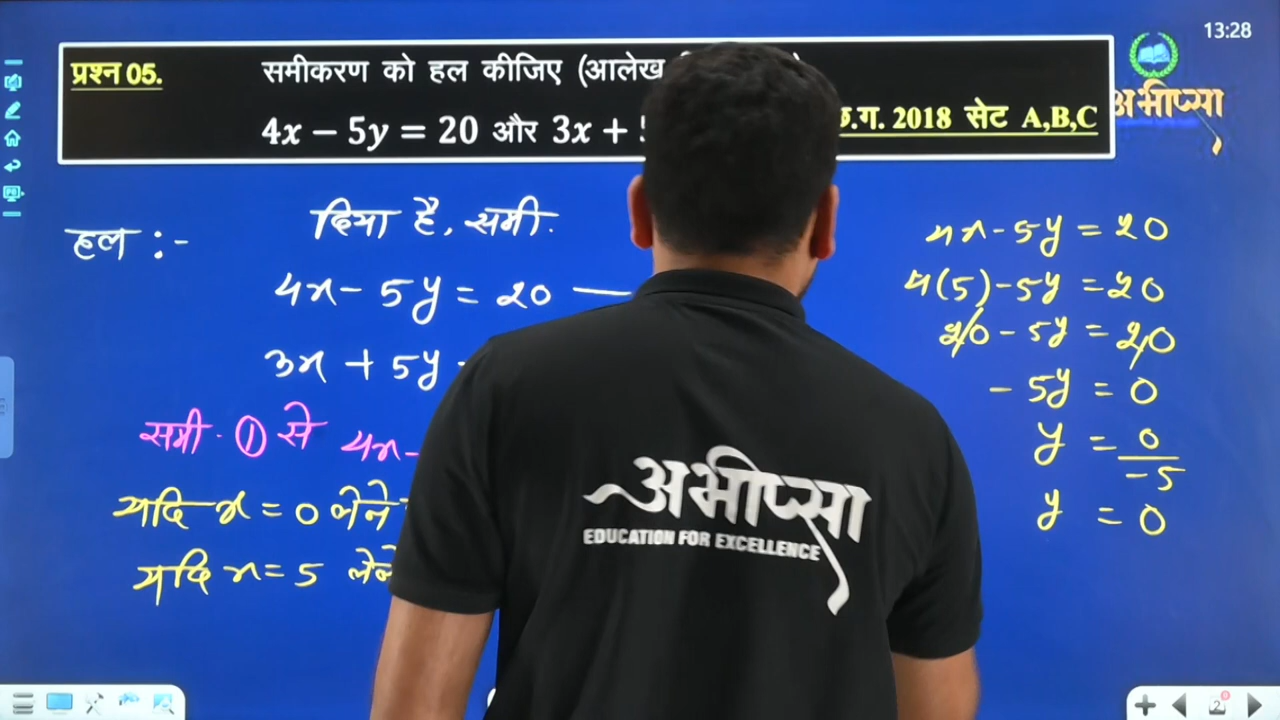 13:28
प्रश्न 05. समीकरण को हल कीजिए (आलेख
4x − 5y = 20 और 3x +
छ.ग. 2018 सेट A,B,C
अभीप्सा
हल :-
दिया है, समी.
4x - 5y = 20 —
3x + 5y
समी. ① से 4x -
यदि x = 0 लेने
यदि x = 5 लेने
4x - 5y = 20
4(5) - 5y = 20
20 - 5y = 20
- 5y = 0
y = 0/-5
y = 0
अभीप्सा
EDUCATION FOR EXCELLENCE
2